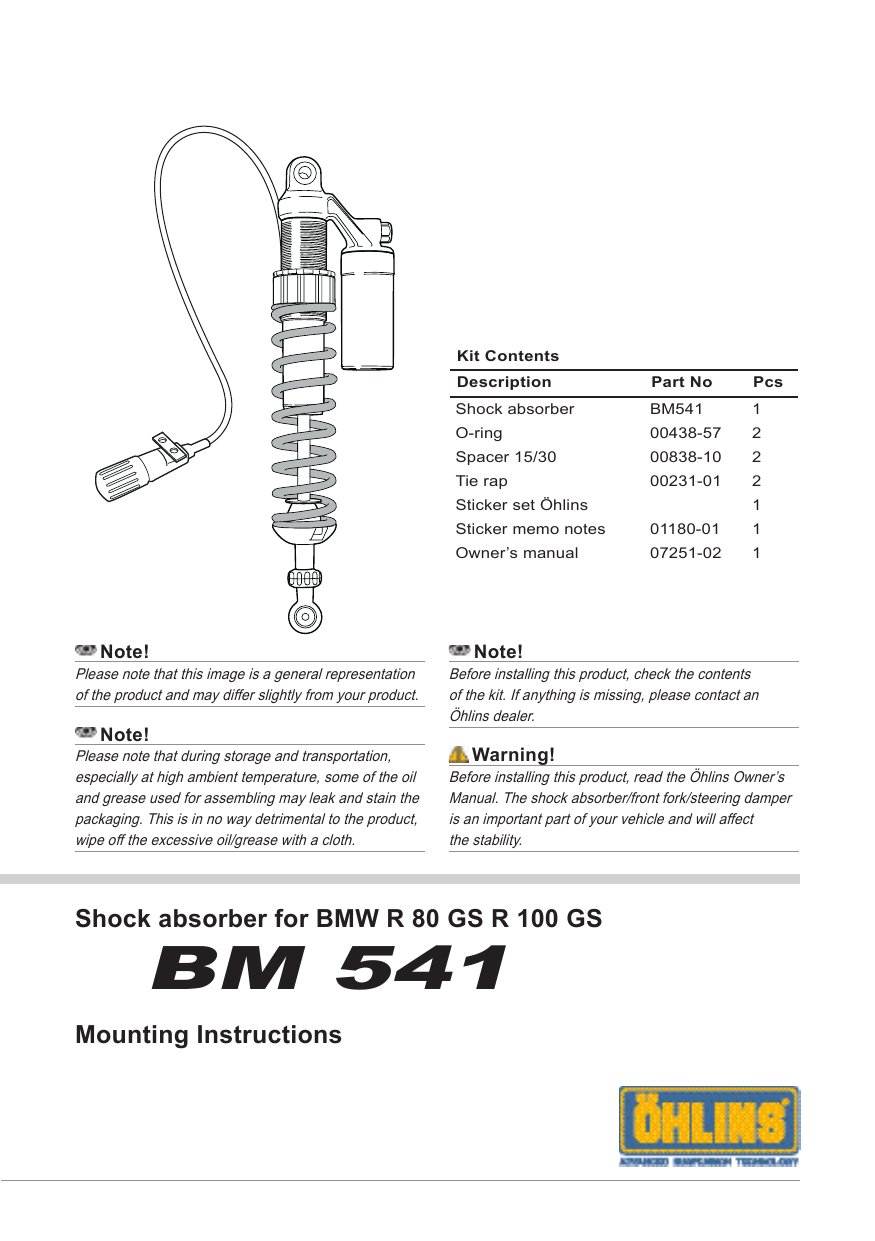 Kit Contents
Description Part No Pcs
Shock absorber BM541 1
O-ring 00438-57 2
Spacer 15/30 00838-10 2
Tie rap 00231-01 2
Sticker set Öhlins 1
Sticker memo notes 01180-01 1
Owner’s manual 07251-02 1
Note!
Please note that this image is a general representation
of the product and may differ slightly from your product.
Note!
Please note that during storage and transportation,
especially at high ambient temperature, some of the oil
and grease used for assembling may leak and stain the
packaging. This is in no way detrimental to the product,
wipe off the excessive oil/grease with a cloth.
Note!
Before installing this product, check the contents
of the kit. If anything is missing, please contact an
Öhlins dealer.
Warning!
Before installing this product, read the Öhlins Owner’s
Manual. The shock absorber/front fork/steering damper
is an important part of your vehicle and will affect
the stability.
Shock absorber for BMW R 80 GS R 100 GS
BM 541
Mounting Instructions
ÖHLINS
ADVANCED SUSPENSION TECHNOLOGY